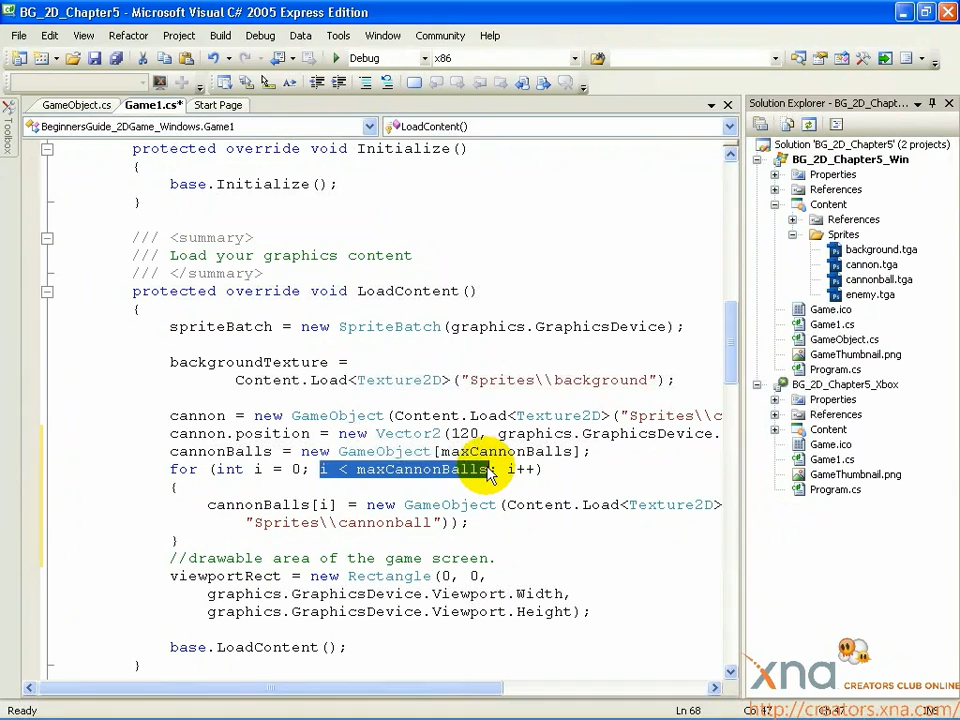 BG_2D_Chapter5 - Microsoft Visual C# 2005 Express Edition
File Edit View Refactor Project Build Debug Data Tools Window Community Help
Debug x86
GameObject.cs Game1.cs* Start Page
BeginnersGuide_2DGame_Windows.Game1 LoadContent()
Toolbox
protected override void Initialize()
{
base.Initialize();
}
/// <summary>
/// Load your graphics content
/// </summary>
protected override void LoadContent()
{
spriteBatch = new SpriteBatch(graphics.GraphicsDevice);
backgroundTexture =
Content.Load<Texture2D>("Sprites\\background");
cannon = new GameObject(Content.Load<Texture2D>("Sprites\\c
cannon.position = new Vector2(120, graphics.GraphicsDevice.
cannonBalls = new GameObject[maxCannonBalls];
for (int i = 0; i < maxCannonBalls; i++)
{
cannonBalls[i] = new GameObject(Content.Load<Texture2D>
"Sprites\\cannonball"));
}
//drawable area of the game screen.
viewportRect = new Rectangle(0, 0,
graphics.GraphicsDevice.Viewport.Width,
graphics.GraphicsDevice.Viewport.Height);
base.LoadContent();
}
Solution Explorer - BG_2D_Chapt...
Solution 'BG_2D_Chapter5' (2 projects)
BG_2D_Chapter5_Win
Properties
References
Content
References
Sprites
background.tga
cannon.tga
cannonball.tga
enemy.tga
Game.ico
Game1.cs
GameObject.cs
GameThumbnail.png
Program.cs
BG_2D_Chapter5_Xbox
Properties
References
Content
Game.ico
Game1.cs
GameThumbnail.png
Program.cs
xna CREATORS CLUB ONLINE
http://creators.xna.com/
Ready Ln 68